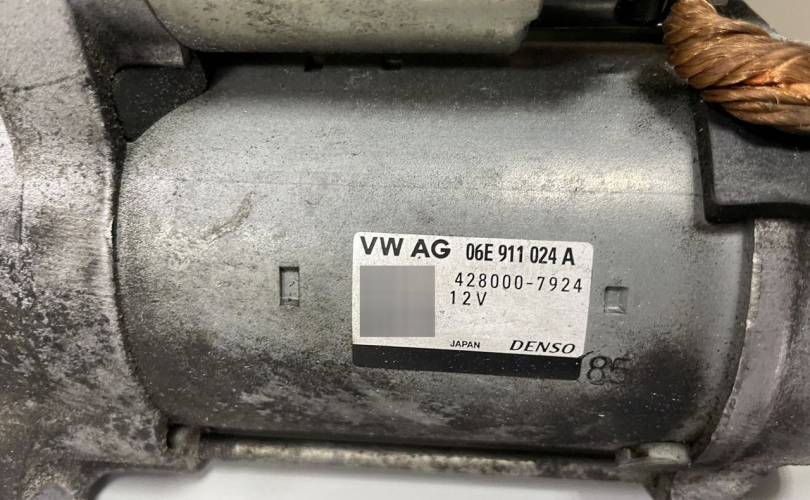 VW AG 06E 911 024 A
428000-7924
12V
JAPAN DENSO
85